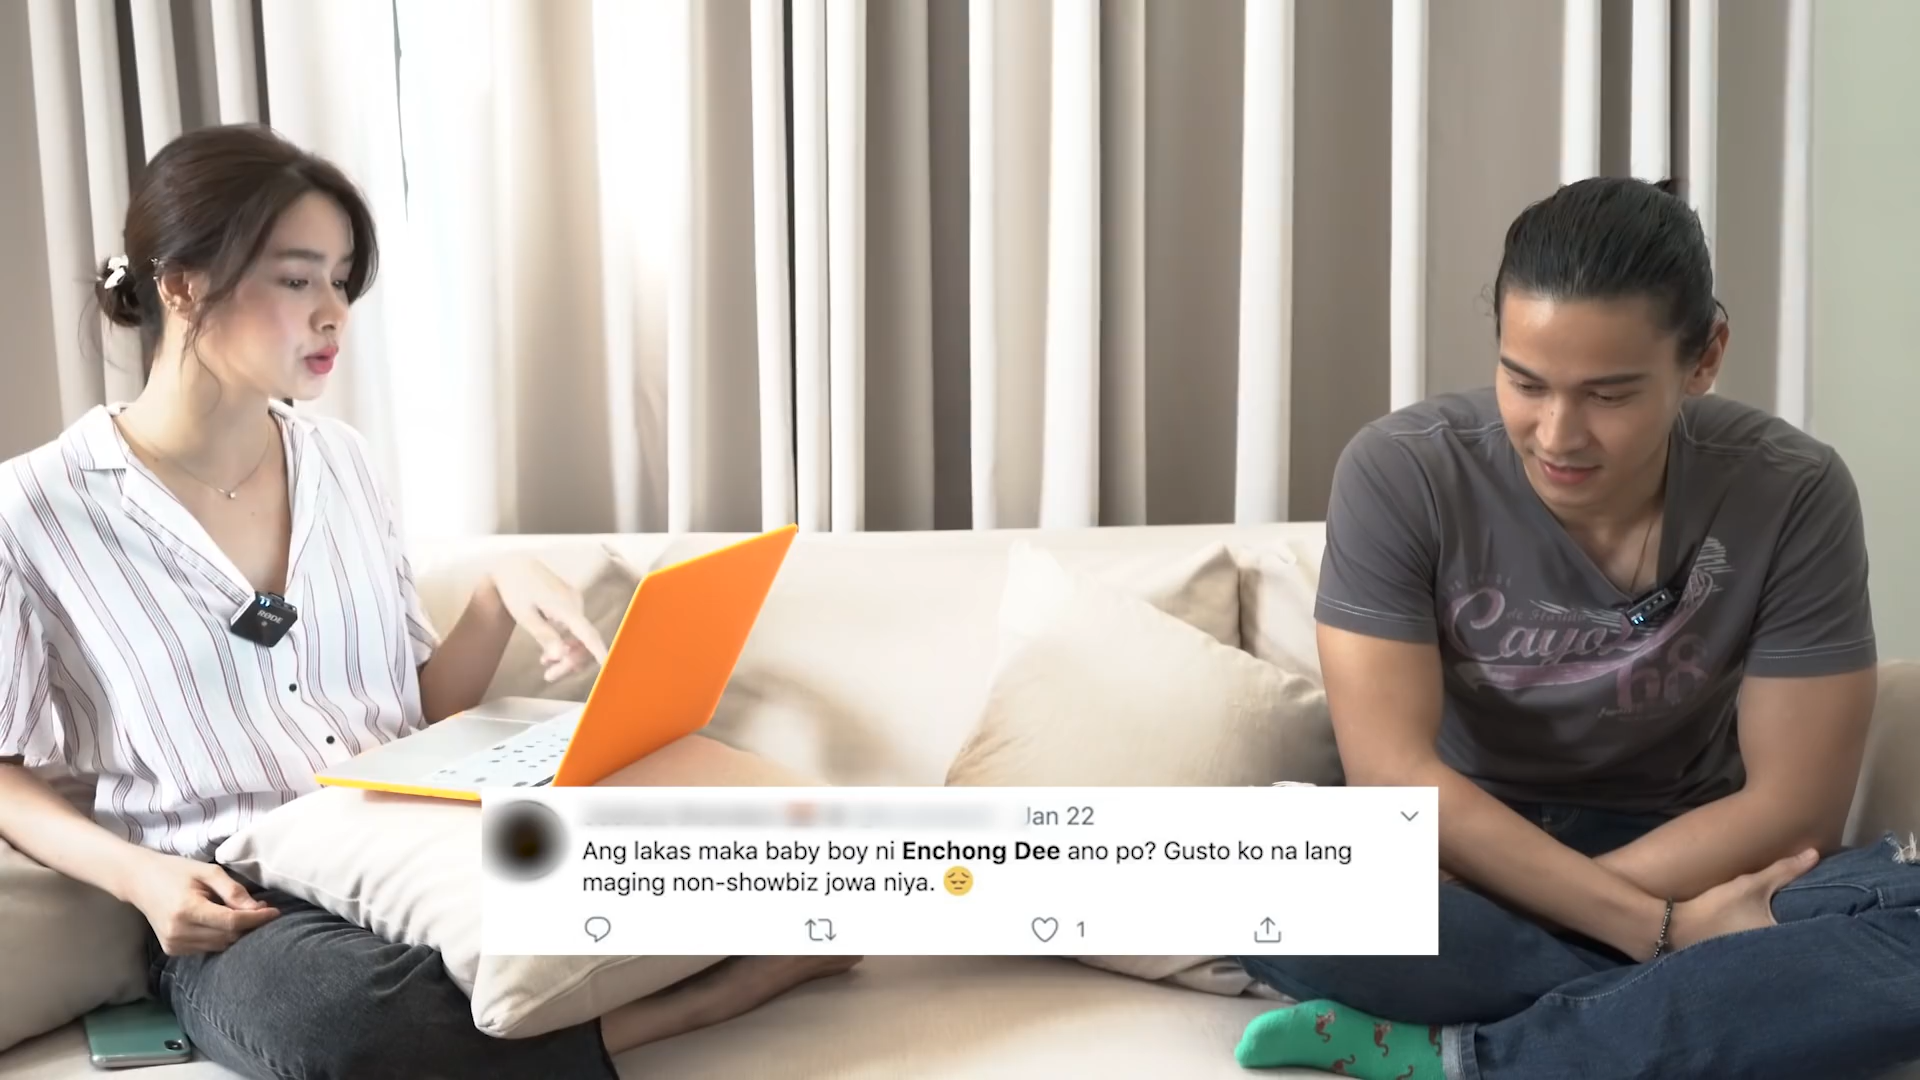 Jan 22
Ang lakas maka baby boy ni Enchong Dee ano po? Gusto ko na lang
maging non-showbiz jowa niya. 😔
1
RØDE
Cayo
68